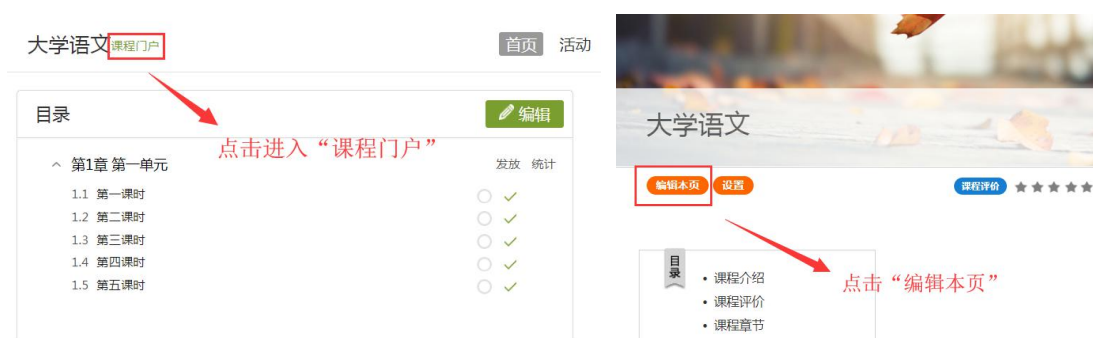 大学语文 课程门户
首页 活动
目录
编辑
点击进入“课程门户”
第1章 第一单元
发放 统计
1.1 第一课时
1.2 第二课时
1.3 第三课时
1.4 第四课时
1.5 第五课时
大学语文
编辑本页 设置
课程评价
目录
• 课程介绍
• 课程评价
• 课程章节
点击“编辑本页”